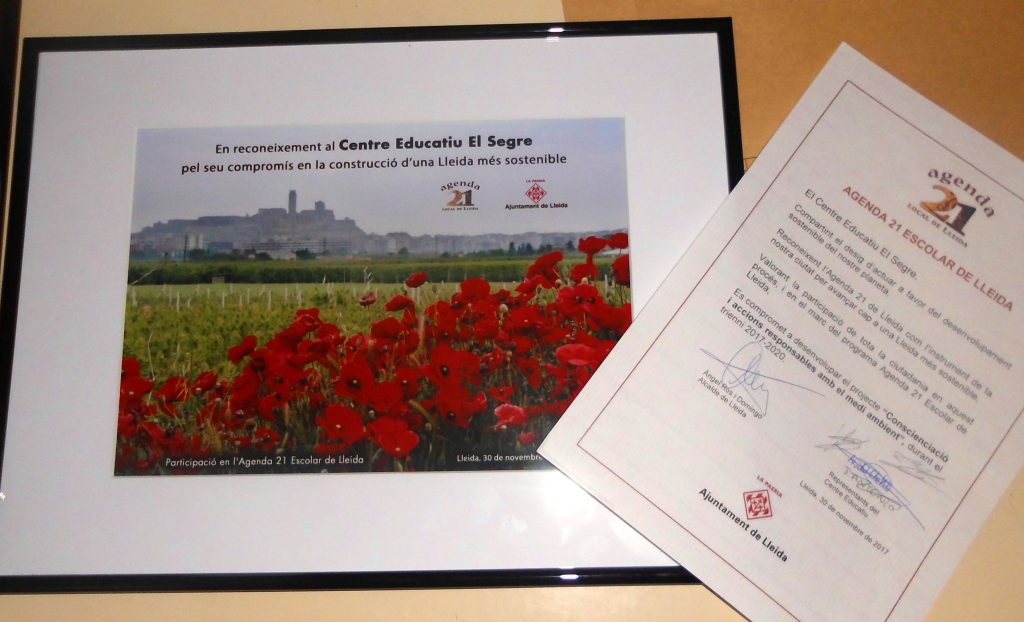 En reconeixement al Centre Educatiu El Segre
pel seu compromís en la construcció d'una Lleida més sostenible
agenda
21
LOCAL DE LLEIDA
LA PAERIA
Ajuntament de Lleida
Participació en l'Agenda 21 Escolar de Lleida
Lleida, 30 de novembre
agenda
21
LOCAL DE LLEIDA
AGENDA 21 ESCOLAR DE LLEIDA
El Centre Educatiu El Segre,
Compartint el desig d'actuar a favor del desenvolupament
sostenible del nostre planeta.
Reconeixent l'Agenda 21 de Lleida com l'instrument de la
nostra ciutat per avançar cap a una Lleida més sostenible.
Valorant la participació de tota la ciutadania en aquest
procés, i en el marc del programa Agenda 21 Escolar de
Lleida.
Es compromet a desenvolupar el projecte "Conscienciació
i accions responsables amb el medi ambient", durant el
trienni 2017-2020
Àngel Ros i Domingo
Alcalde de Lleida
Representants del
Centre Educatiu
Lleida, 30 de novembre de 2017
LA PAERIA
Ajuntament de Lleida